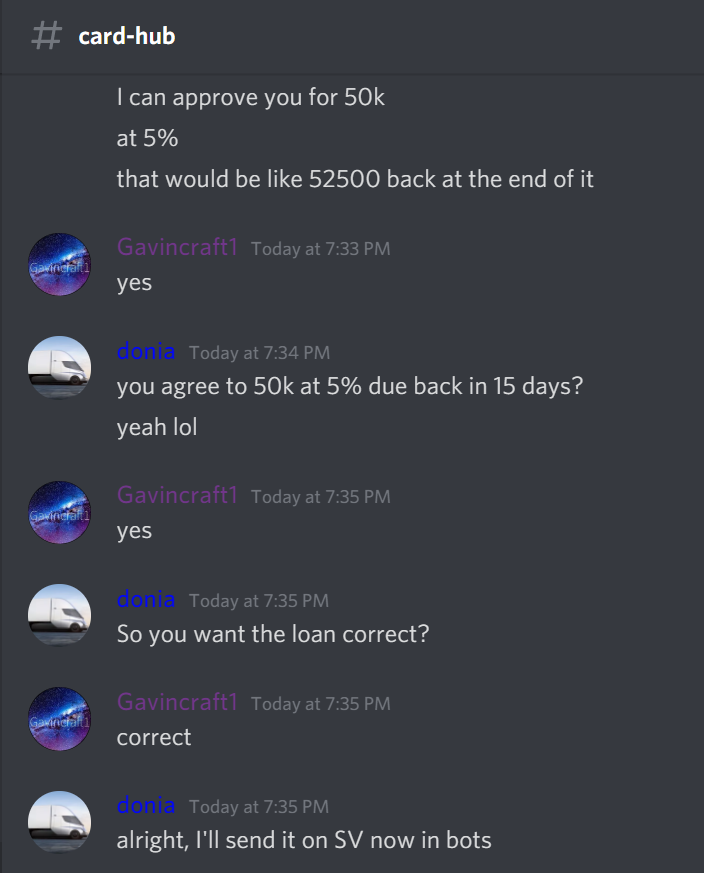 # card-hub
I can approve you for 50k
at 5%
that would be like 52500 back at the end of it
Gavincraft1 Today at 7:33 PM
Gavincraft1
yes
donia Today at 7:34 PM
you agree to 50k at 5% due back in 15 days?
yeah lol
Gavincraft1 Today at 7:35 PM
Gavincraft1
yes
donia Today at 7:35 PM
So you want the loan correct?
Gavincraft1 Today at 7:35 PM
Gavincraft1
correct
donia Today at 7:35 PM
alright, I'll send it on SV now in bots